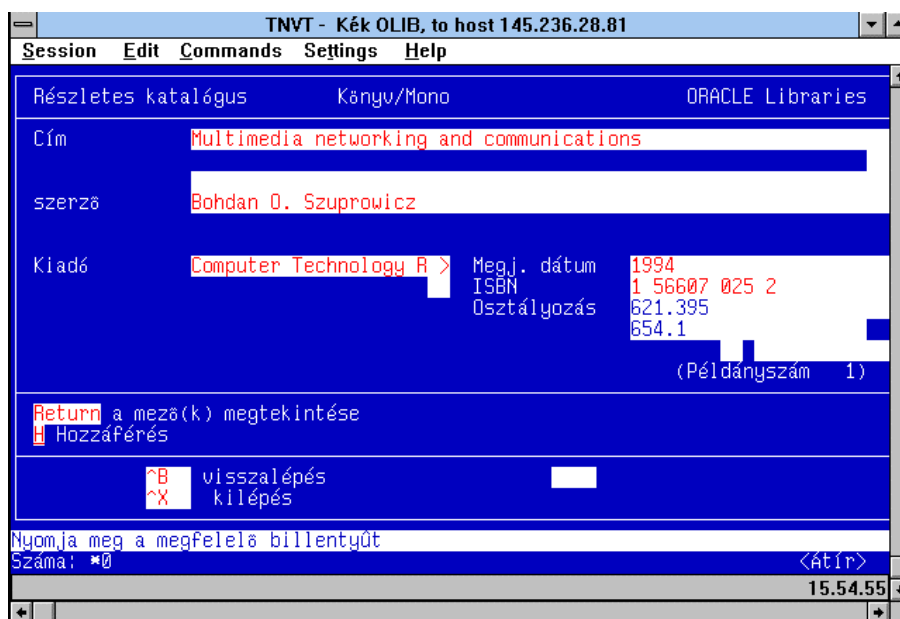 TNVT - Kék OLIB, to host 145.236.28.81
Session Edit Commands Settings Help
Részletes katalógus Könyv/Mono ORACLE Libraries
Cím Multimedia networking and communications
szerzõ Bohdan O. Szuprowicz
Kiadó Computer Technology R > Megj. dátum 1994
ISBN 1 56607 025 2
Osztályozás 621.395
654.1
(Példányszám 1)
Return a mezõ(k) megtekintése
H Hozzáférés
^B visszalépés
^X kilépés
Nyomja meg a megfelelõ billentyût
Száma: *0 <Átír>
15.54.55